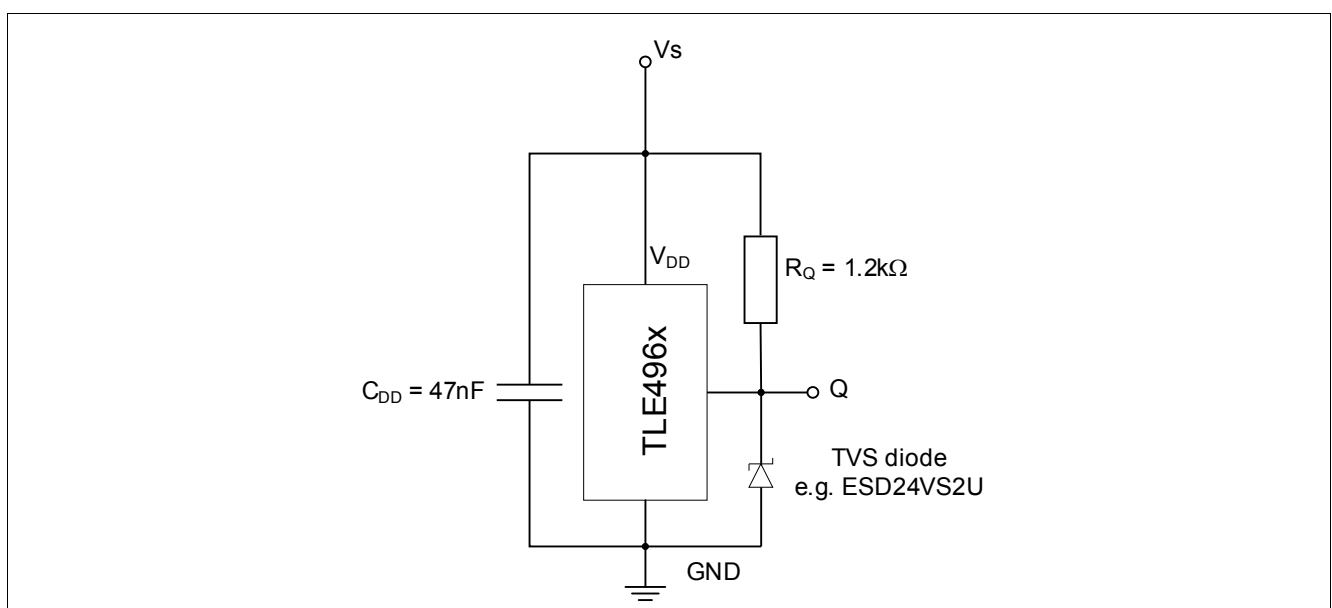 Vs
VDD
RQ = 1.2kΩ
TLE496x
CDD = 47nF
Q
TVS diode
e.g. ESD24VS2U
GND